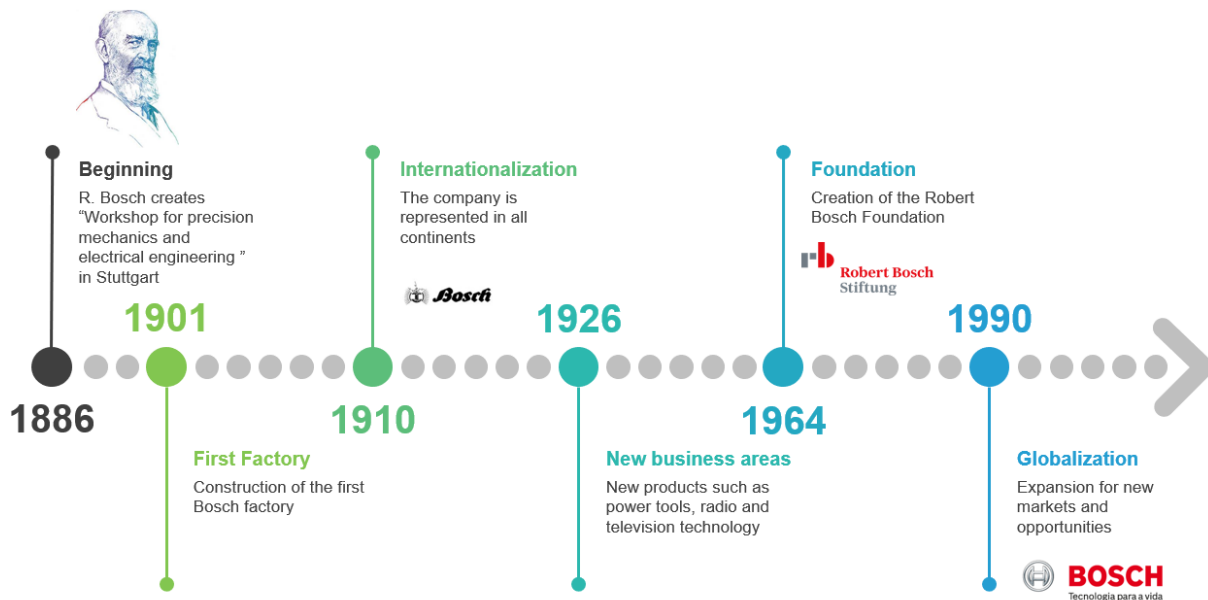 Beginning
R. Bosch creates
“Workshop for precision
mechanics and
electrical engineering ”
in Stuttgart
1886
1901
First Factory
Construction of the first
Bosch factory
Internationalization
The company is
represented in all
continents
Bosch
1910
1926
New business areas
New products such as
power tools, radio and
television technology
Foundation
Creation of the Robert
Bosch Foundation
rb
Robert Bosch
Stiftung
1964
1990
Globalization
Expansion for new
markets and
opportunities
BOSCH
Tecnologia para a vida